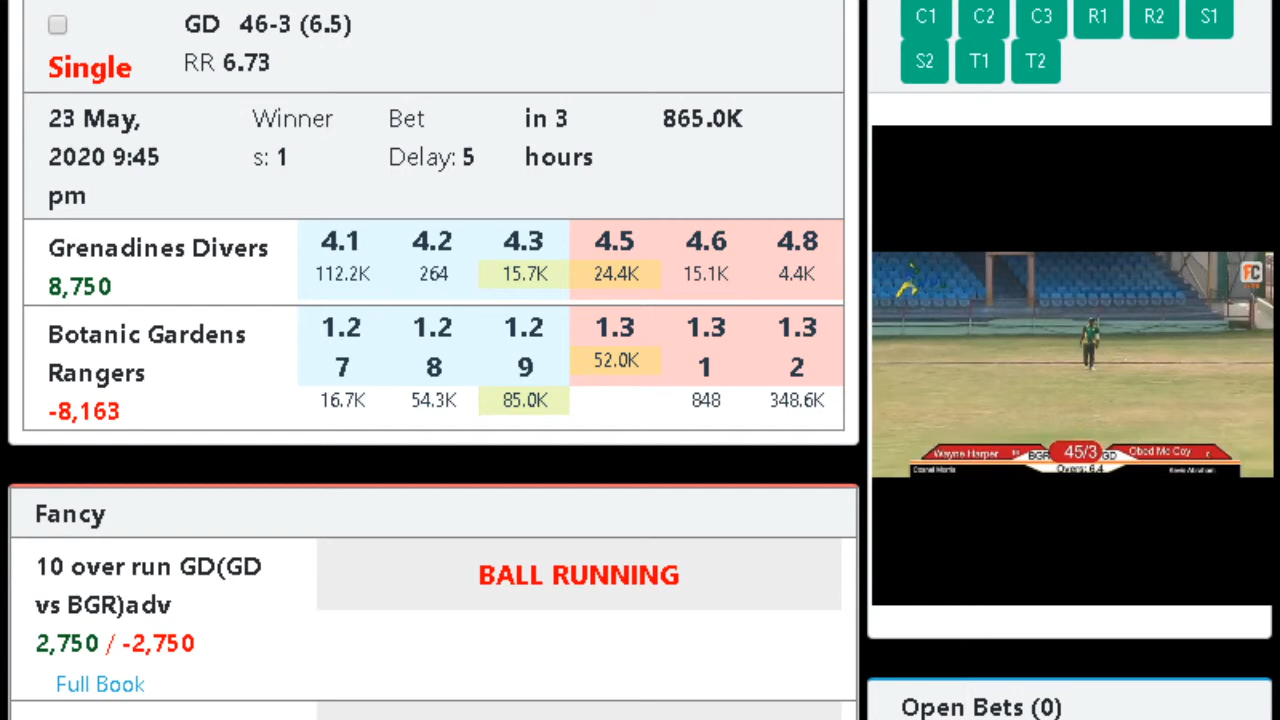 GD 46-3 (6.5)
Single
RR 6.73
C1 C2 C3 R1 R2 S1
S2 T1 T2
23 May, 2020 9:45 pm
Winners: 1
Bet Delay: 5
in 3 hours
865.0K
Grenadines Divers
8,750
4.1 4.2 4.3 4.5 4.6 4.8
112.2K 264 15.7K 24.4K 15.1K 4.4K
Botanic Gardens
Rangers
-8,163
1.2 1.2 1.2 1.3 1.3 1.3
7 8 9 1 2
52.0K
16.7K 54.3K 85.0K 848 348.6K
FC
Wayne Harper BGR 45/3 GD Obed Mc Coy
Overs: 6.4
Kevin Abraham
Fancy
10 over run GD(GD
vs BGR)adv
2,750 / -2,750
Full Book
BALL RUNNING
Open Bets (0)